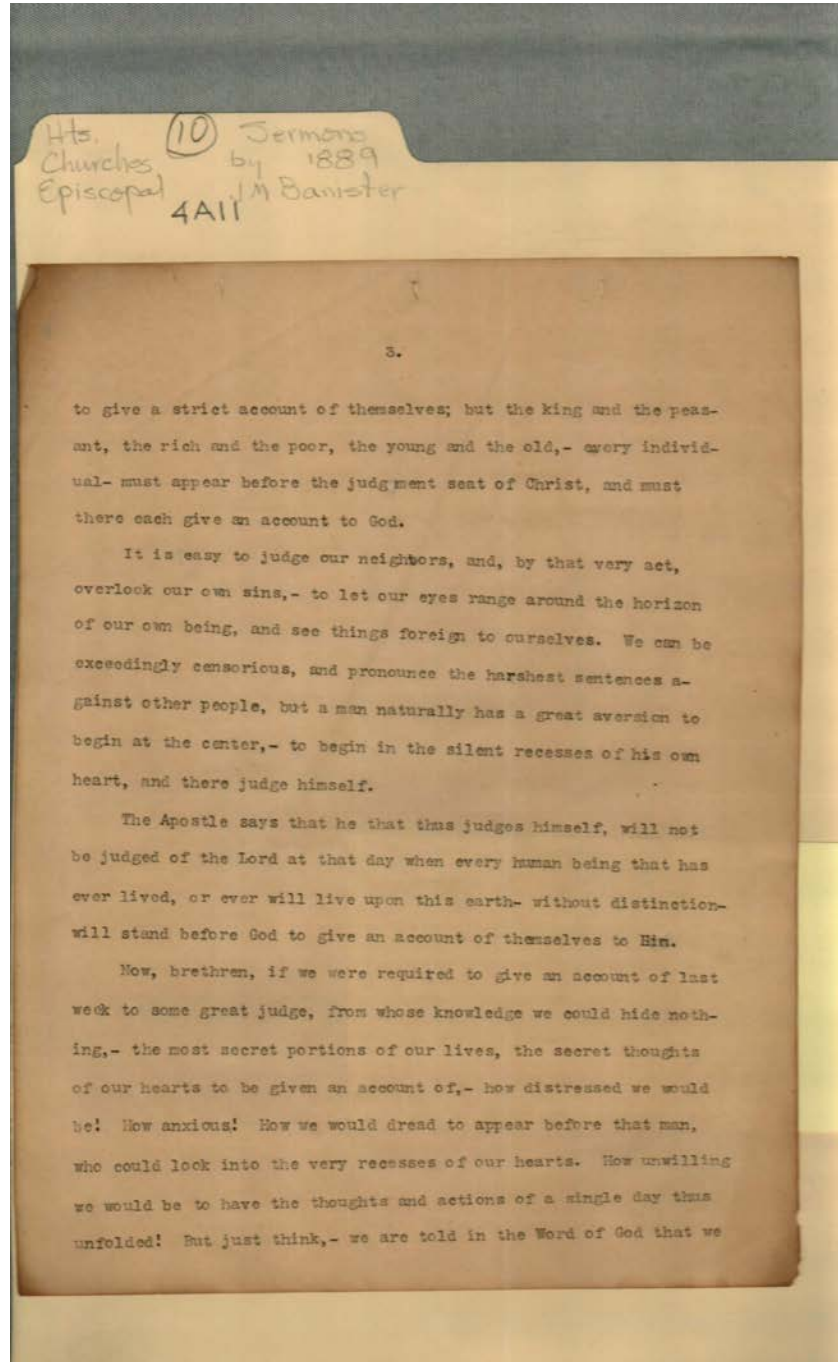 Hts. (10) Sermons
Churches by 1889
Episcopal J M Banister
4A11
3.
to give a strict account of themselves; but the king and the peas-
ant, the rich and the poor, the young and the old,- every individ-
ual- must appear before the judgment seat of Christ, and must
there each give an account to God.
It is easy to judge our neighbors, and, by that very act,
overlook our own sins,- to let our eyes range around the horizon
of our own being, and see things foreign to ourselves. We can be
exceedingly censorious, and pronounce the harshest sentences a-
gainst other people, but a man naturally has a great aversion to
begin at the center,- to begin in the silent recesses of his own
heart, and there judge himself.
The Apostle says that he that thus judges himself, will not
be judged of the Lord at that day when every human being that has
ever lived, or ever will live upon this earth- without distinction-
will stand before God to give an account of themselves to Him.
Now, brethren, if we were required to give an account of last
week to some great judge, from whose knowledge we could hide noth-
ing,- the most secret portions of our lives, the secret thoughts
of our hearts to be given an account of,- how distressed we would
be! How anxious! How we would dread to appear before that man,
who could look into the very recesses of our hearts. How unwilling
we would be to have the thoughts and actions of a single day thus
unfolded! But just think,- we are told in the Word of God that we